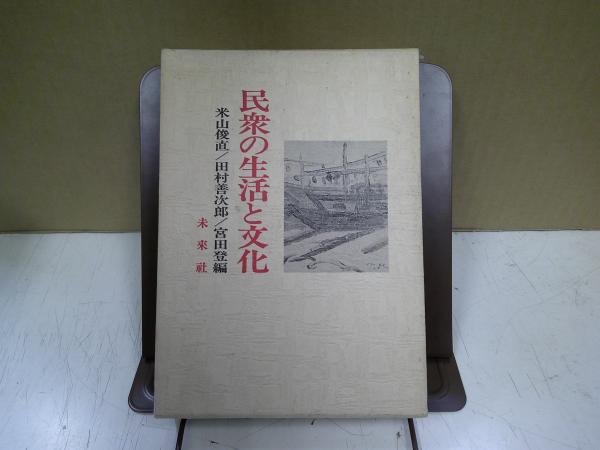 民衆の生活と文化
米山俊直／田村善次郎／宮田登編
未来社